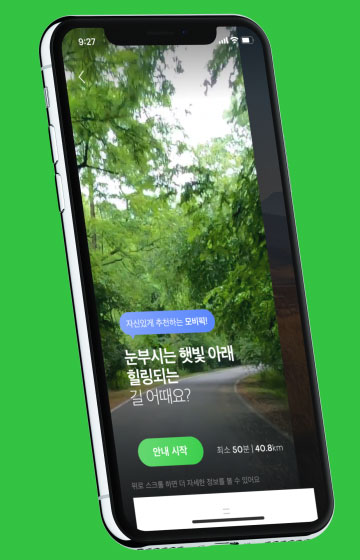 9:27
자신있게 추천하는 모비픽!
눈부시는 햇빛 아래
힐링되는
길 어때요?
안내 시작
최소 50분 | 40.8km
위로 스크롤 하면 더 자세한 정보를 볼 수 있어요